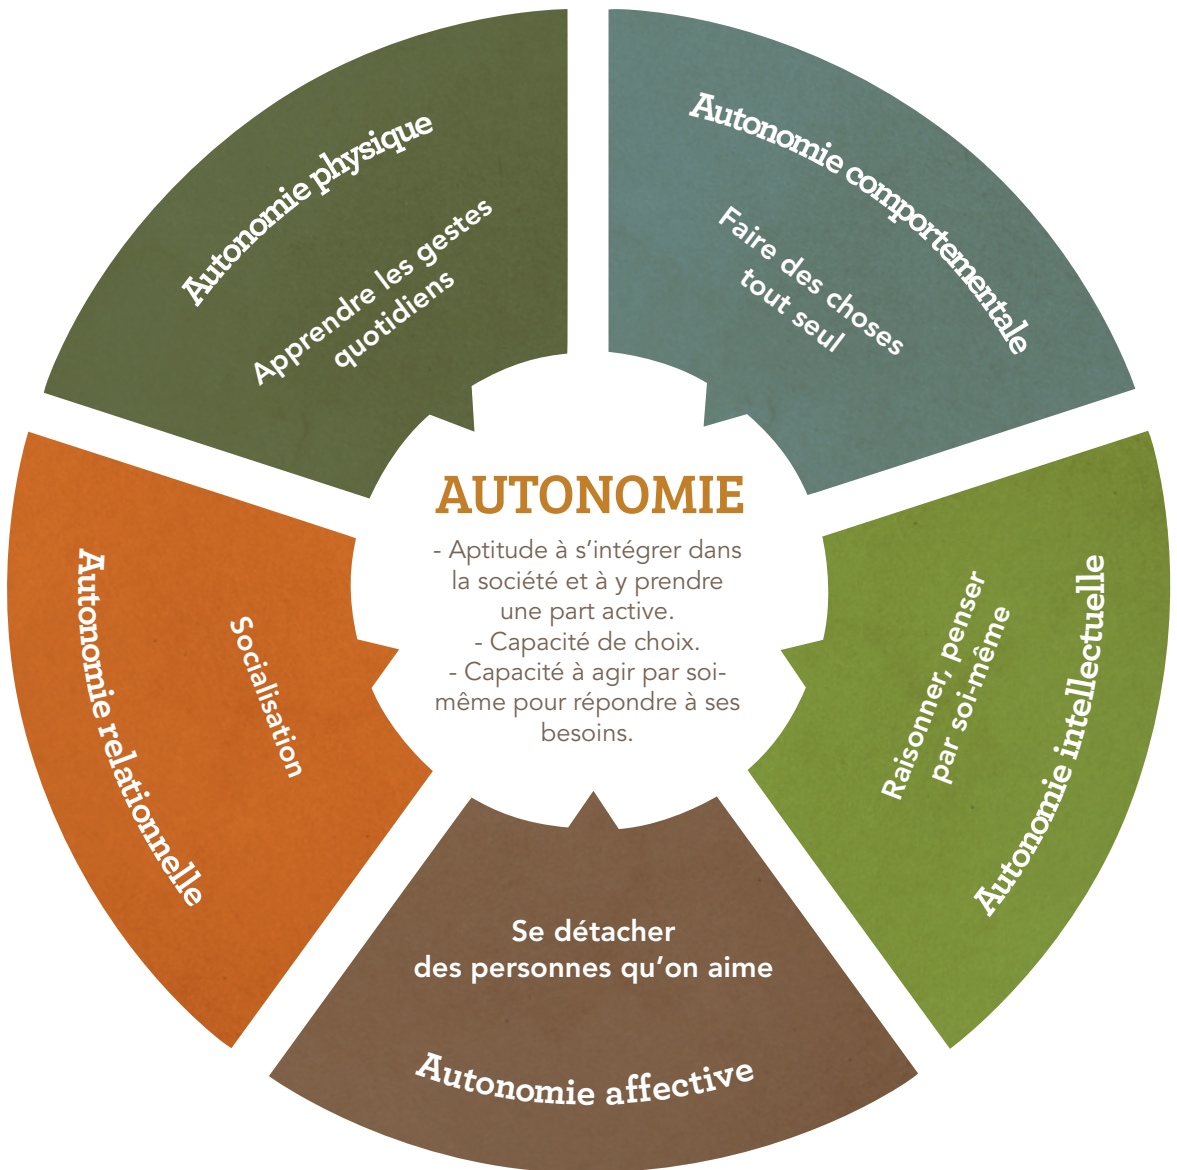 Autonomie physique
Apprendre les gestes
quotidiens
Autonomie comportementale
Faire des choses
tout seul
AUTONOMIE
- Aptitude à s’intégrer dans
la société et à y prendre
une part active.
- Capacité de choix.
- Capacité à agir par soi-
même pour répondre à ses
besoins.
Autonomie relationnelle
Socialisation
Raisonner, penser
par soi-même
Autonomie intellectuelle
Se détacher
des personnes qu’on aime
Autonomie affective